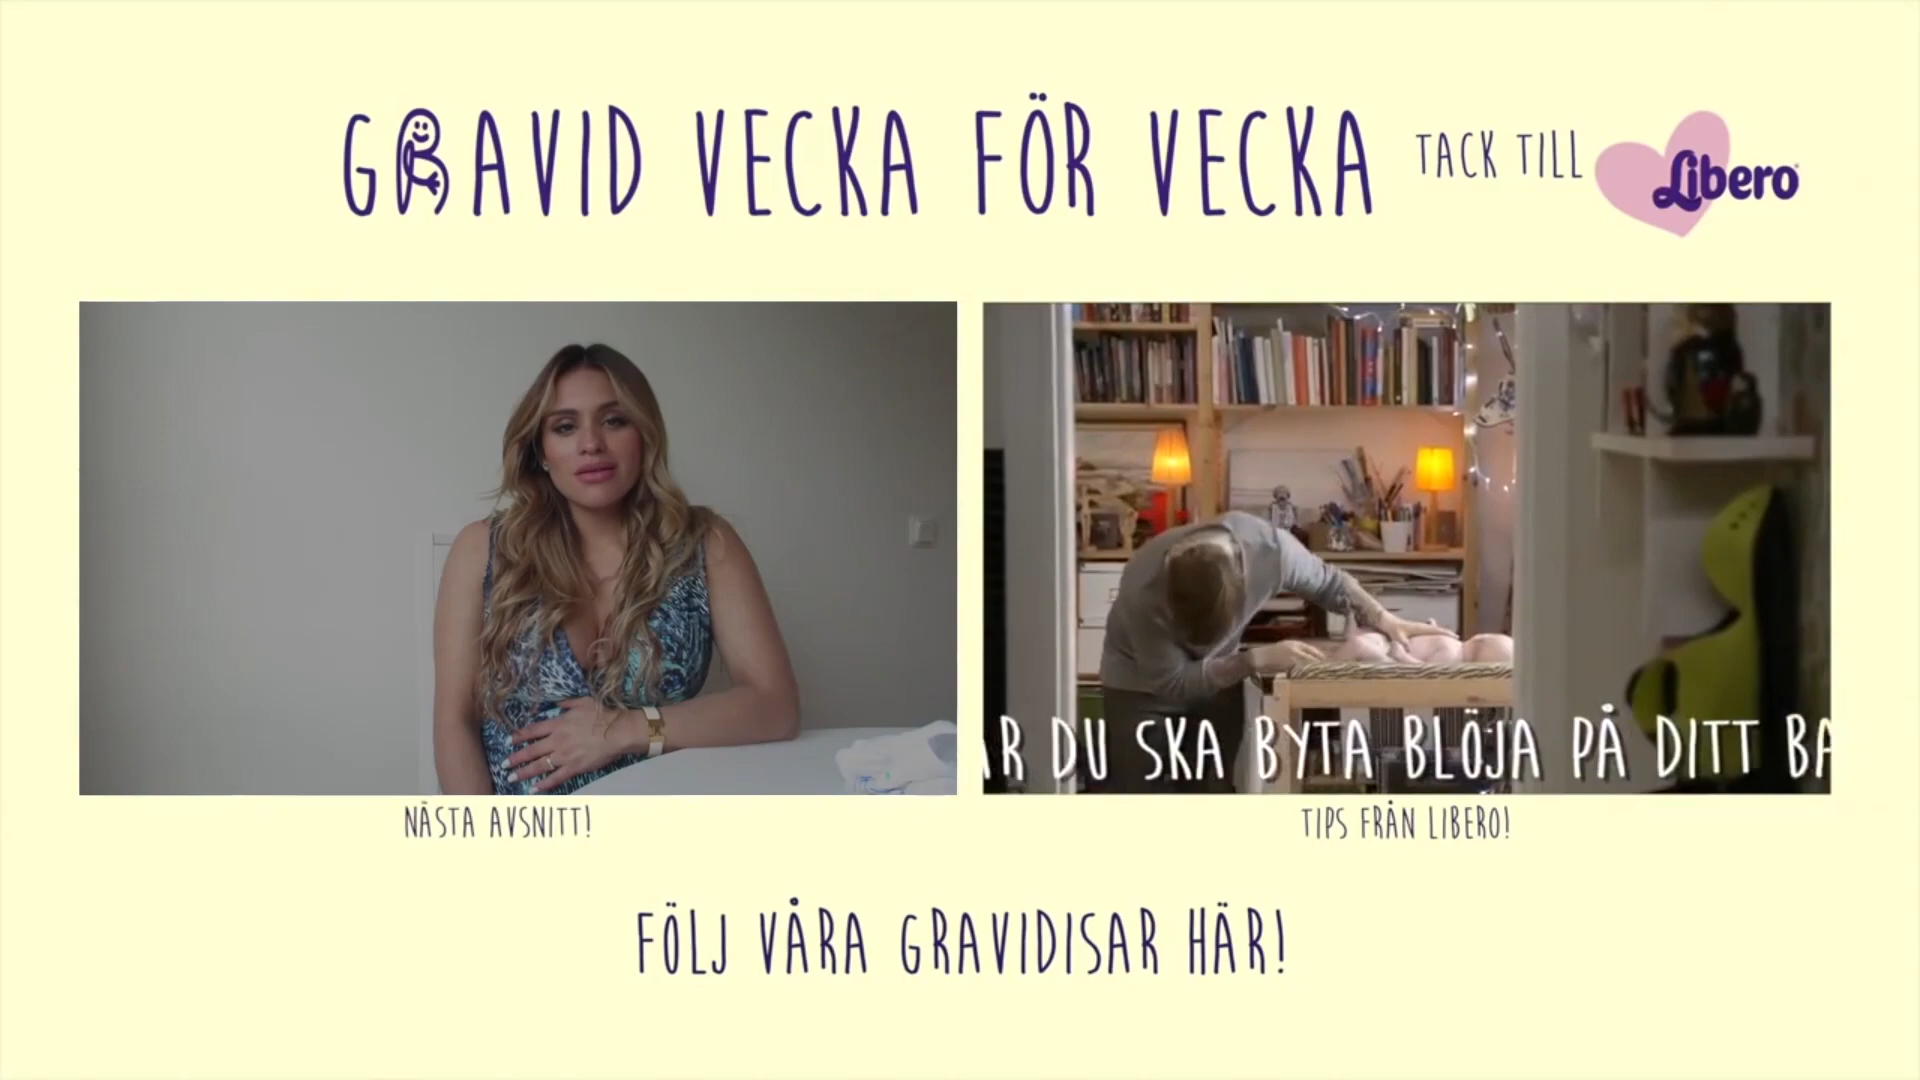 GRAVID VECKA FÖR VECKA
TACK TILL
Libero
ÄR DU SKA BYTA BLÖJA PÅ DITT BA
NÄSTA AVSNITT!
TIPS FRÅN LIBERO!
FÖLJ VÅRA GRAVIDISAR HÄR!